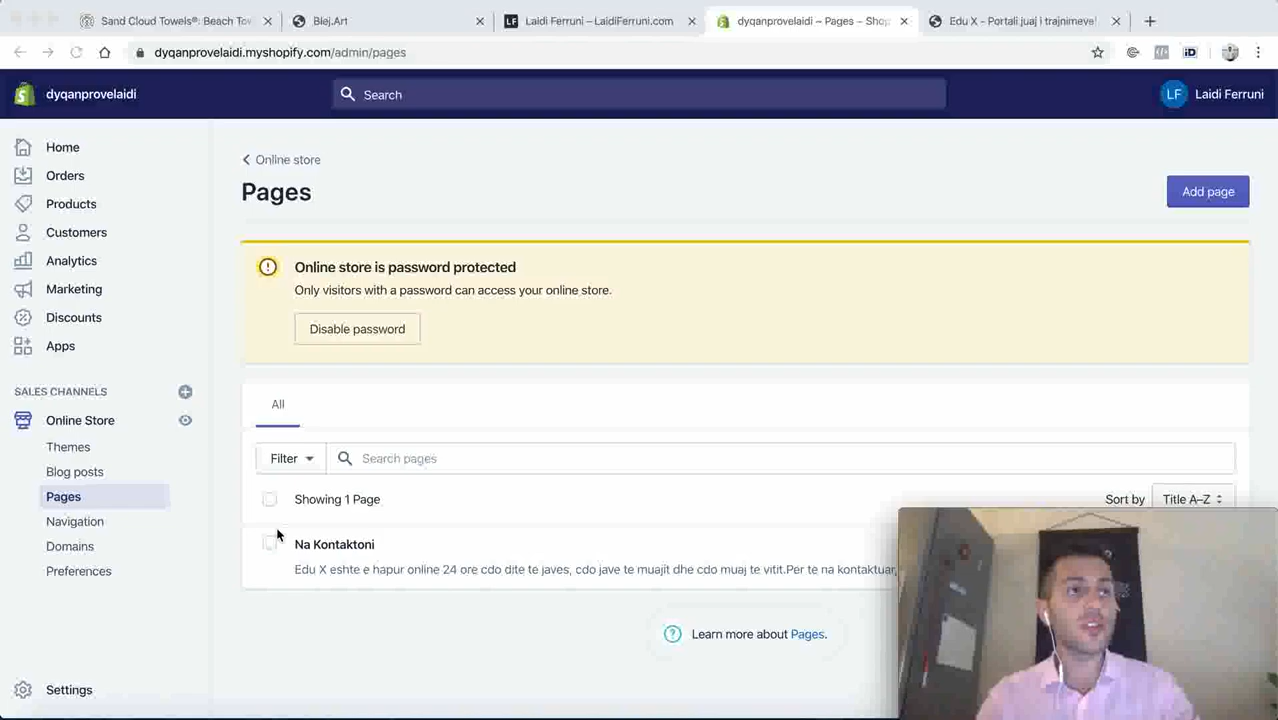 Sand Cloud Towels®: Beach Tow
Blej.Art
LF Laidi Ferruni – LaidiFerruni.com
dyqanprovelaidi ~ Pages ~ Shop
Edu X - Portali juaj i trajnimeve!
dyqanprovelaidi.myshopify.com/admin/pages
iD
dyqanprovelaidi
Search
LF Laidi Ferruni
Home
Orders
Products
Customers
Analytics
Marketing
Discounts
Apps
SALES CHANNELS
Online Store
Themes
Blog posts
Pages
Navigation
Domains
Preferences
Settings
Online store
Pages
Add page
Online store is password protected
Only visitors with a password can access your online store.
Disable password
All
Filter
Search pages
Showing 1 Page
Sort by Title A–Z
Na Kontaktoni
Edu X eshte e hapur online 24 ore cdo dite te javes, cdo jave te muajit dhe cdo muaj te vitit.Per te na kontaktuar,
Learn more about Pages.